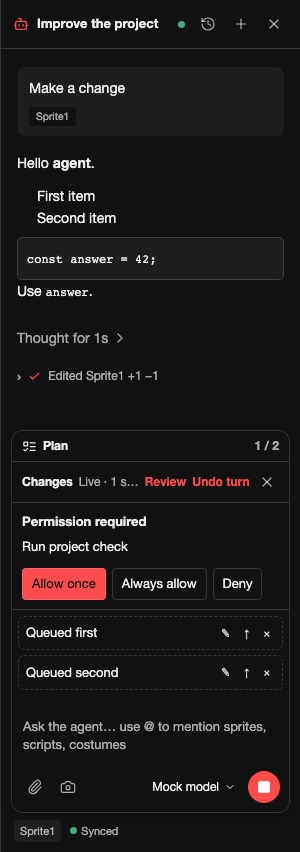 Improve the project
Make a change
Sprite1
Hello agent.
First item
Second item
const answer = 42;
Use answer.
Thought for 1s
Edited Sprite1 +1 −1
Plan 1 / 2
Changes Live · 1 s… Review Undo turn
Permission required
Run project check
Allow once Always allow Deny
Queued first
Queued second
Ask the agent… use @ to mention sprites,
scripts, costumes
Mock model
Sprite1 Synced